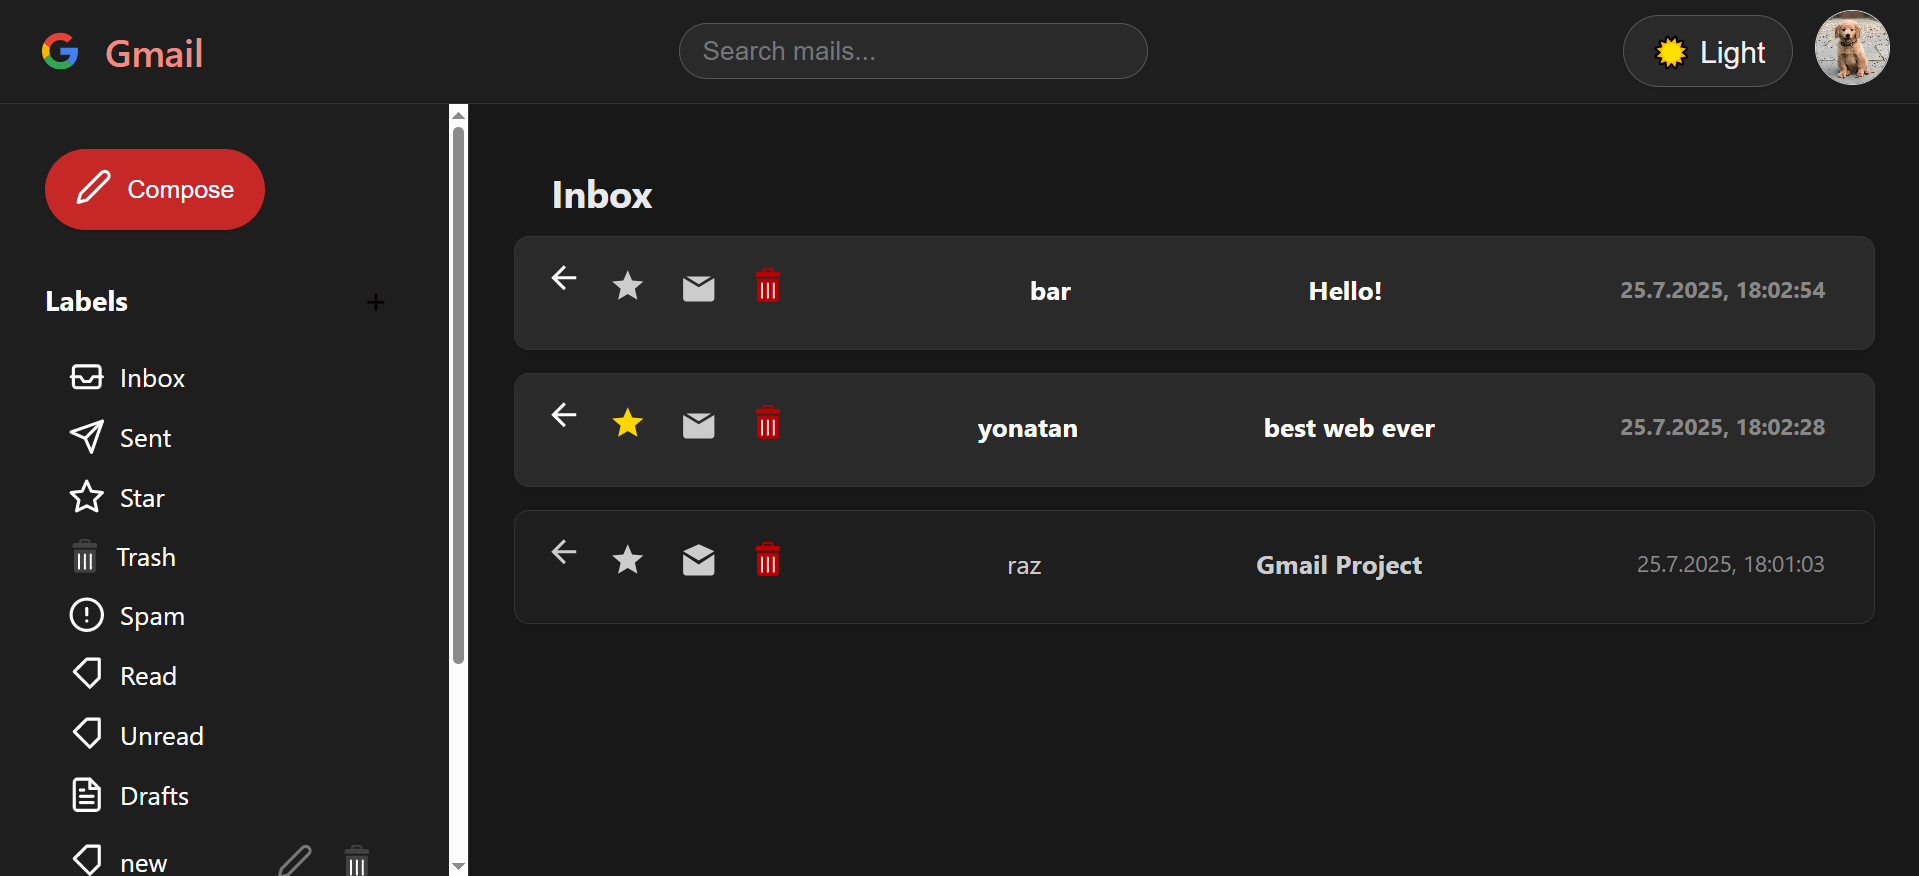 Gmail
Search mails...
Light
Compose
Labels +
Inbox
Sent
Star
Trash
Spam
Read
Unread
Drafts
new
Inbox
bar Hello! 25.7.2025, 18:02:54
yonatan best web ever 25.7.2025, 18:02:28
raz Gmail Project 25.7.2025, 18:01:03